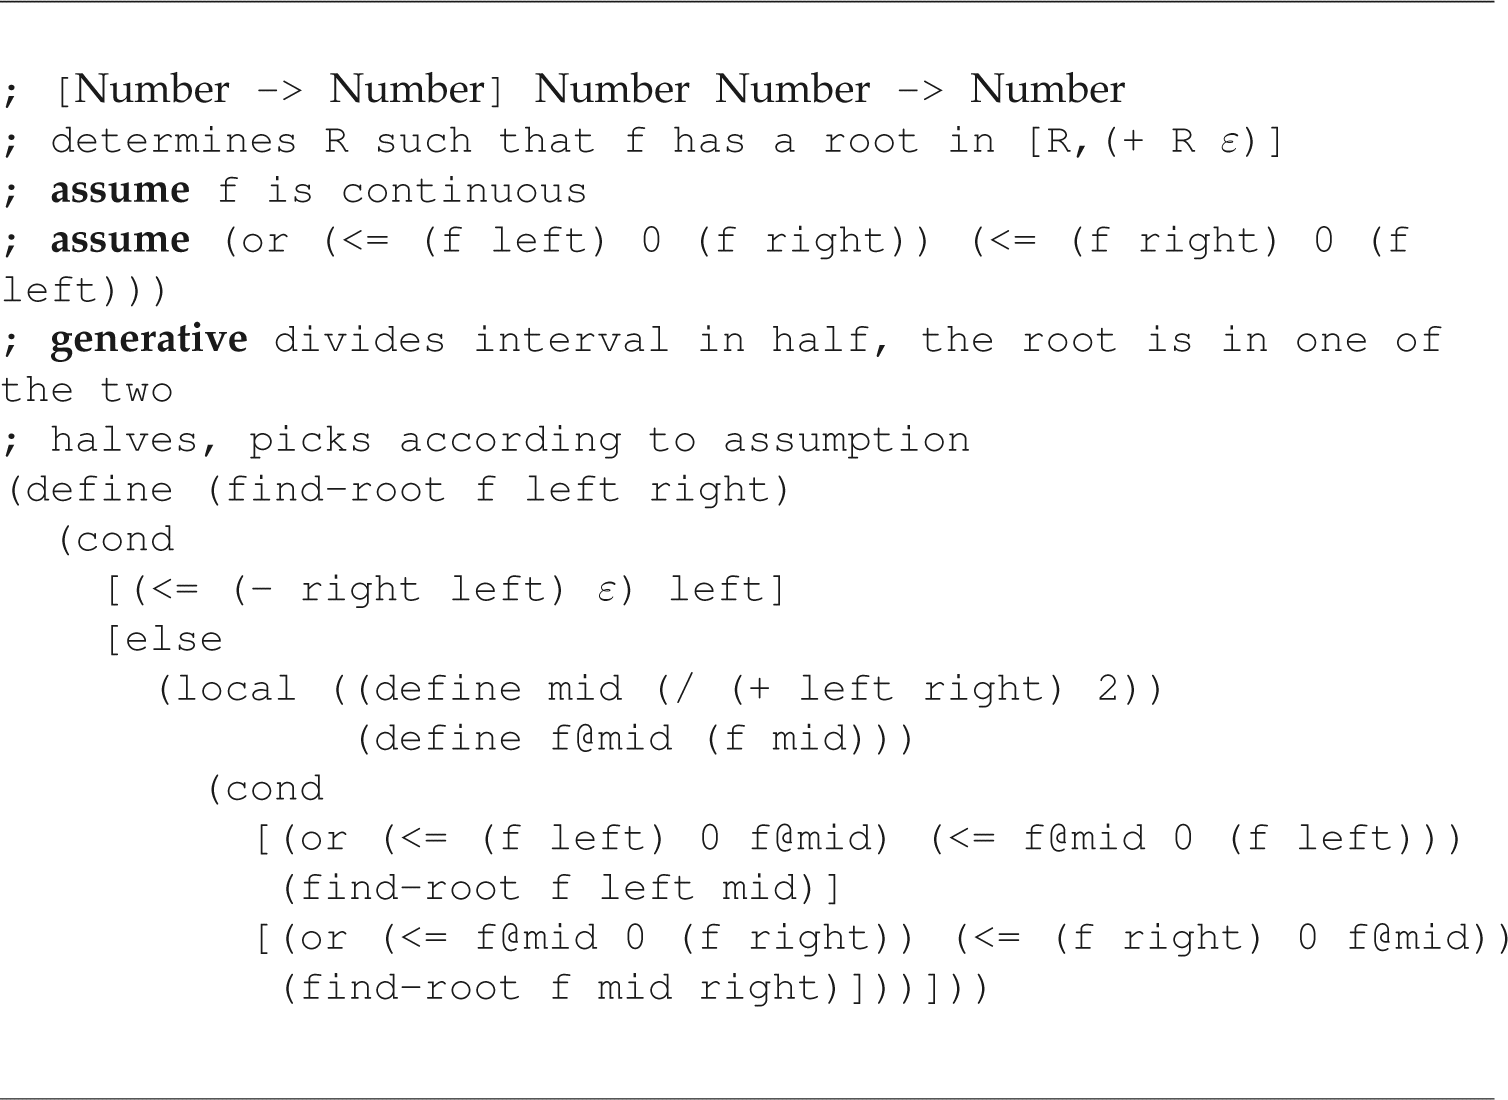 ; [Number -> Number] Number Number -> Number
; determines R such that f has a root in [R,(+ R ε)]
; assume f is continuous
; assume (or (<= (f left) 0 (f right)) (<= (f right) 0 (f
left)))
; generative divides interval in half, the root is in one of
the two
; halves, picks according to assumption
(define (find-root f left right)
  (cond
    [(<= (- right left) ε) left]
    [else
      (local ((define mid (/ (+ left right) 2))
              (define f@mid (f mid)))
        (cond
          [(or (<= (f left) 0 f@mid) (<= f@mid 0 (f left)))
           (find-root f left mid)]
          [(or (<= f@mid 0 (f right)) (<= (f right) 0 f@mid))
           (find-root f mid right)]))]))